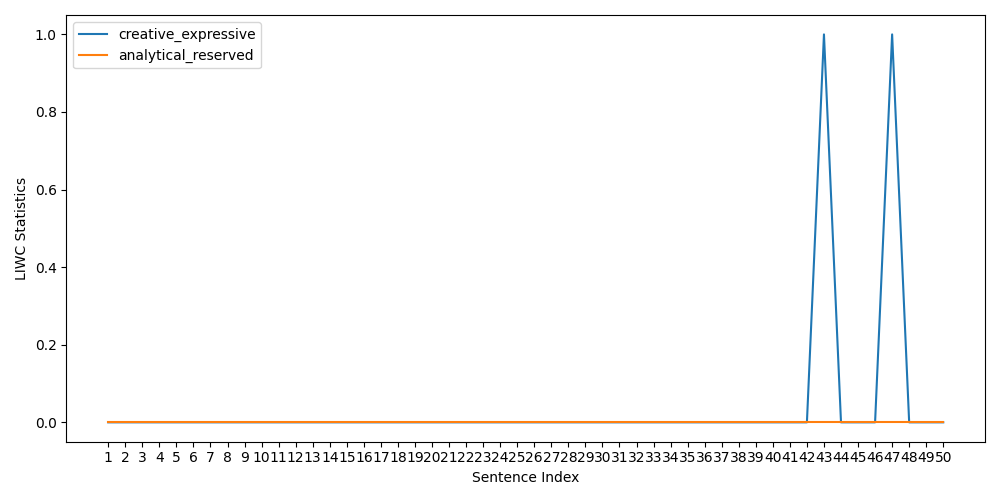 creative_expressive
analytical_reserved
1.0
0.8
0.6
0.4
0.2
0.0
LIWC Statistics
1 2 3 4 5 6 7 8 9 10 11 12 13 14 15 16 17 18 19 20 21 22 23 24 25 26 27 28 29 30 31 32 33 34 35 36 37 38 39 40 41 42 43 44 45 46 47 48 49 50
Sentence Index